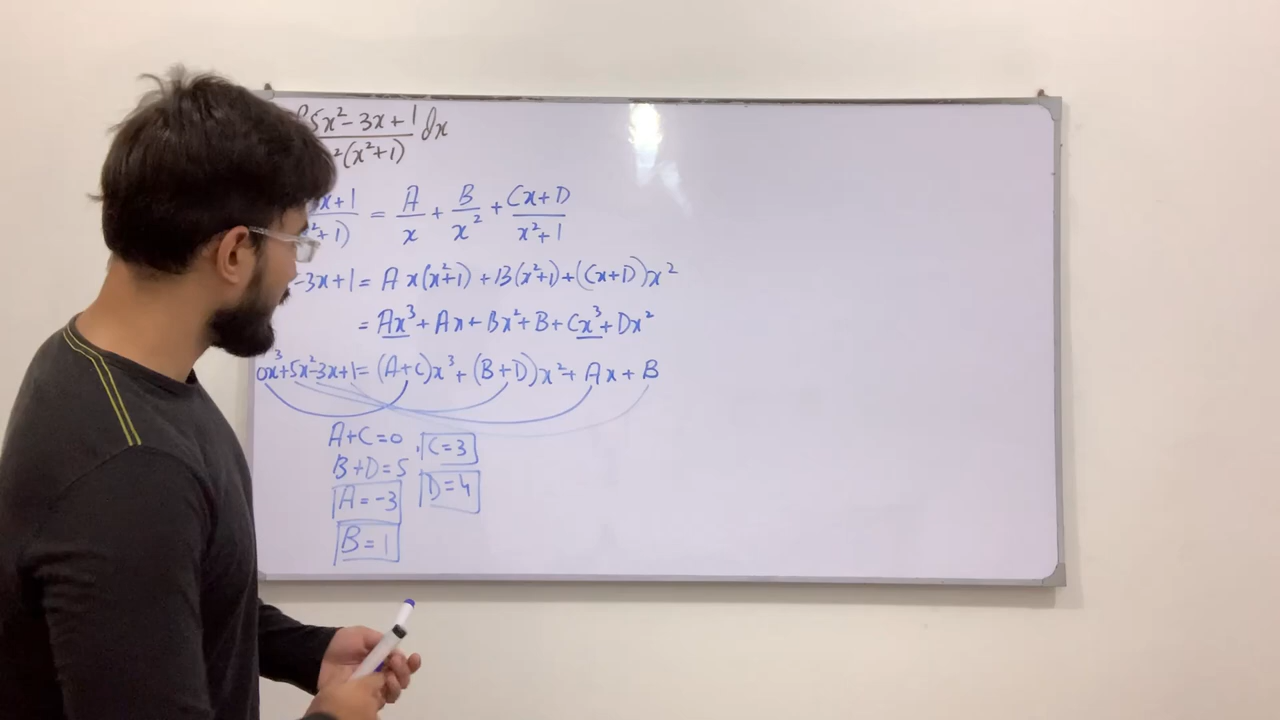 5x² - 3x + 1 dx
²(x²+1)
x+1 = A + B + Cx+D
²+1) x x² x²+1
-3x+1 = A x(x²+1) + B(x²+1) + (Cx+D)x²
= Ax³ + Ax + Bx² + B + Cx³ + Dx²
0x³+5x²-3x+1 = (A+C)x³ + (B+D)x² + Ax + B
A+C=0 , C=3
B+D=5 D=4
A=-3
B=1